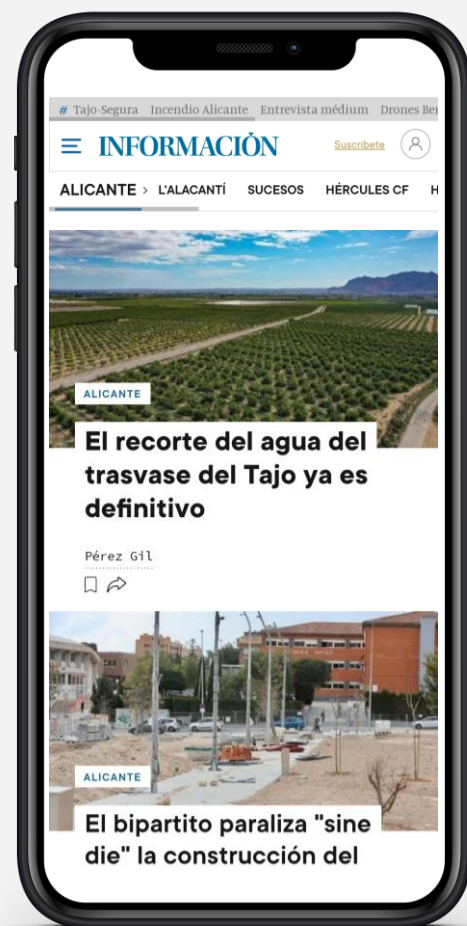 # Tajo-Segura Incendio Alicante Entrevista médium Drones Ber
INFORMACIÓN Suscríbete
ALICANTE > L'ALACANTÍ SUCESOS HÉRCULES CF H
ALICANTE
El recorte del agua del
trasvase del Tajo ya es
definitivo
Pérez Gil
ALICANTE
El bipartito paraliza "sine
die" la construcción del